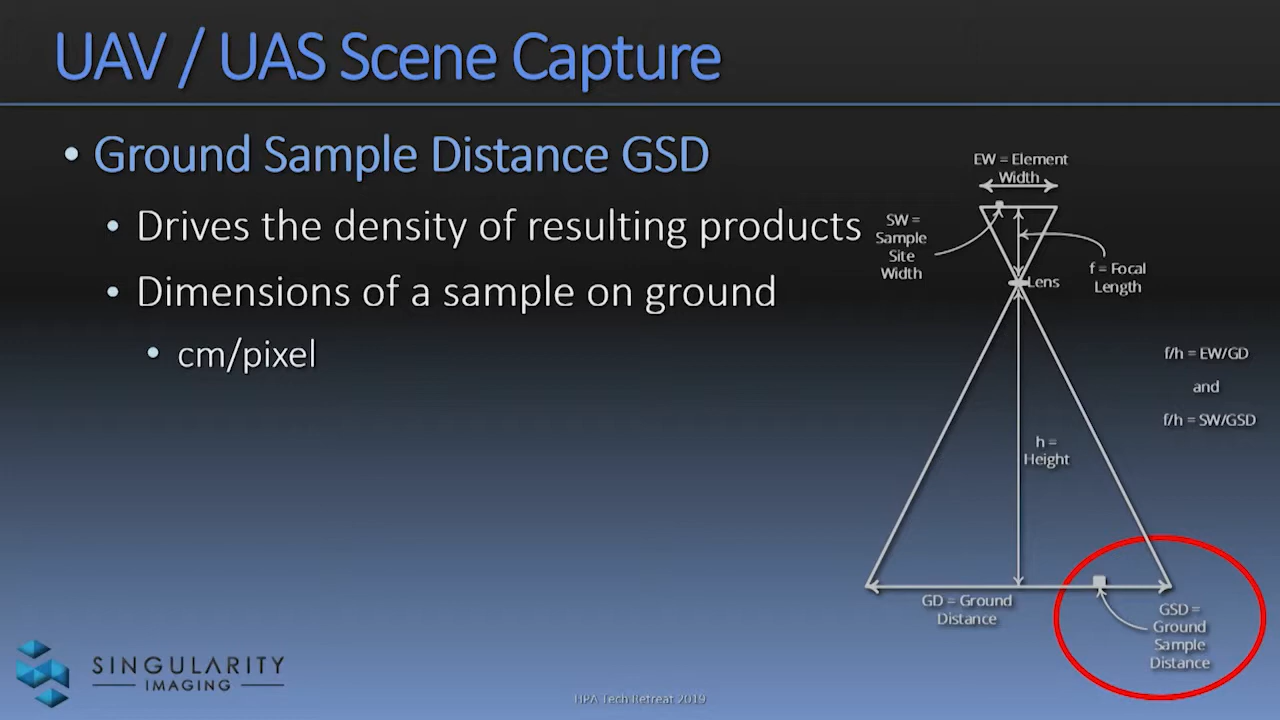 UAV / UAS Scene Capture
• Ground Sample Distance GSD
• Drives the density of resulting products
• Dimensions of a sample on ground
• cm/pixel
EW = Element
Width
SW =
Sample
Site
Width
f = Focal
Length
Lens
f/h = EW/GD
and
f/h = SW/GSD
h =
Height
GD = Ground
Distance
GSD =
Ground
Sample
Distance
SINGULARITY
IMAGING
HPA Tech Retreat 2019